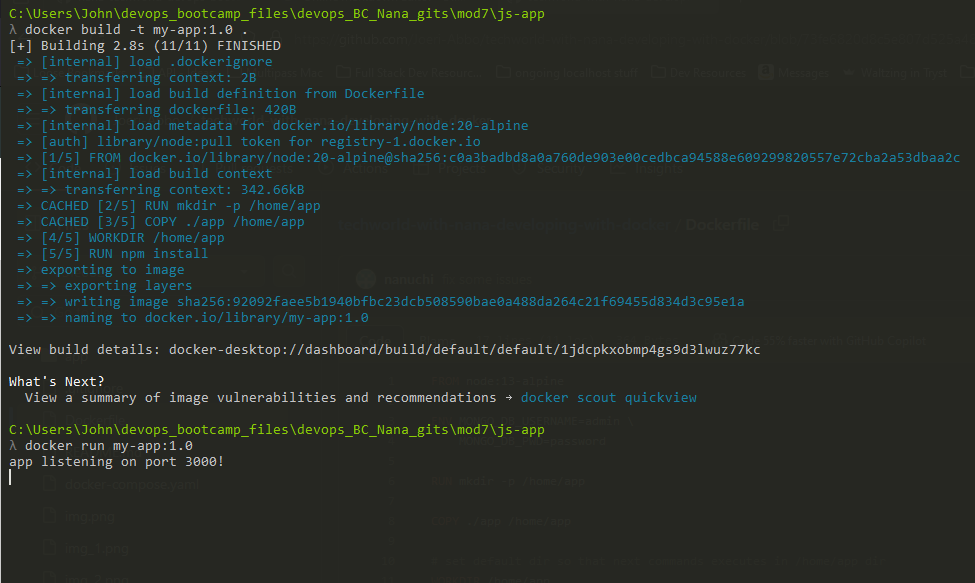 C:\Users\John\devops_bootcamp_files\devops_BC_Nana_gits\mod7\js-app
λ docker build -t my-app:1.0 .
[+] Building 2.8s (11/11) FINISHED
=> [internal] load .dockerignore
=> => transferring context: 2B
=> [internal] load build definition from Dockerfile
=> => transferring dockerfile: 420B
=> [internal] load metadata for docker.io/library/node:20-alpine
=> [auth] library/node:pull token for registry-1.docker.io
=> [1/5] FROM docker.io/library/node:20-alpine@sha256:c0a3badbd8a0a760de903e00cedbca94588e609299820557e72cba2a53dbaa2c
=> [internal] load build context
=> => transferring context: 342.66kB
=> CACHED [2/5] RUN mkdir -p /home/app
=> CACHED [3/5] COPY ./app /home/app
=> [4/5] WORKDIR /home/app
=> [5/5] RUN npm install
=> exporting to image
=> => exporting layers
=> => writing image sha256:92092faee5b1940bfbc23dcb508590bae0a488da264c21f69455d834d3c95e1a
=> => naming to docker.io/library/my-app:1.0
View build details: docker-desktop://dashboard/build/default/default/1jdcpkxobmp4gs9d3lwuz77kc
What's Next?
View a summary of image vulnerabilities and recommendations → docker scout quickview
C:\Users\John\devops_bootcamp_files\devops_BC_Nana_gits\mod7\js-app
λ docker run my-app:1.0
app listening on port 3000!
Dockerfile
docker-compose.yaml
img.png
img_1.png